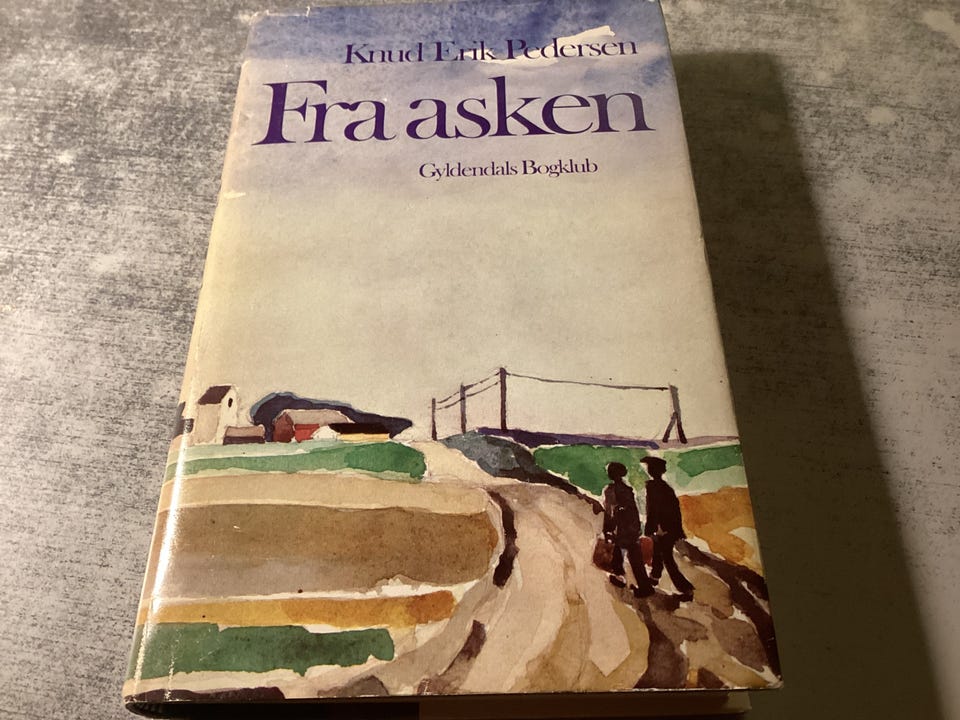 Knud Erik Pedersen
Fra asken
Gyldendals Bogklub